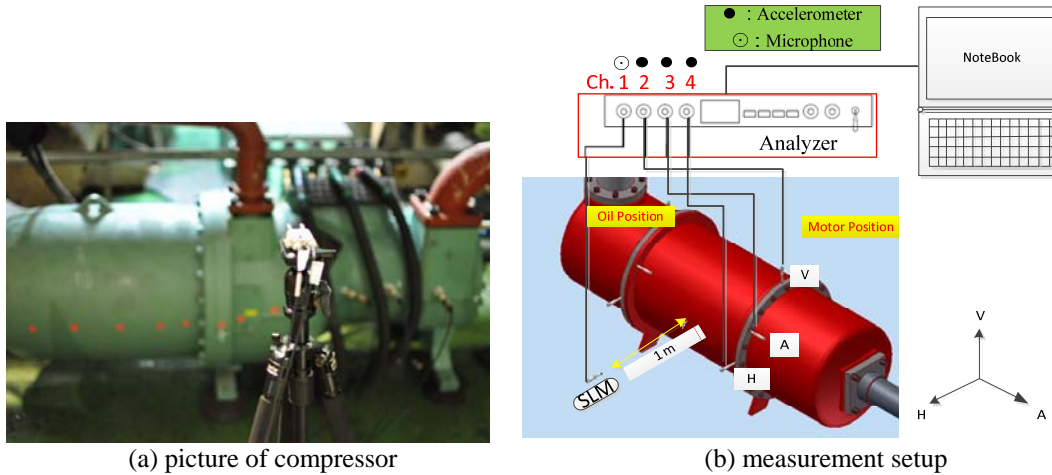 ● : Accelerometer
⊙ : Microphone
NoteBook
Ch. 1 2 3 4
Analyzer
Oil Position
Motor Position
V
A
H
1 m
SLM
V
H
A
(a) picture of compressor
(b) measurement setup